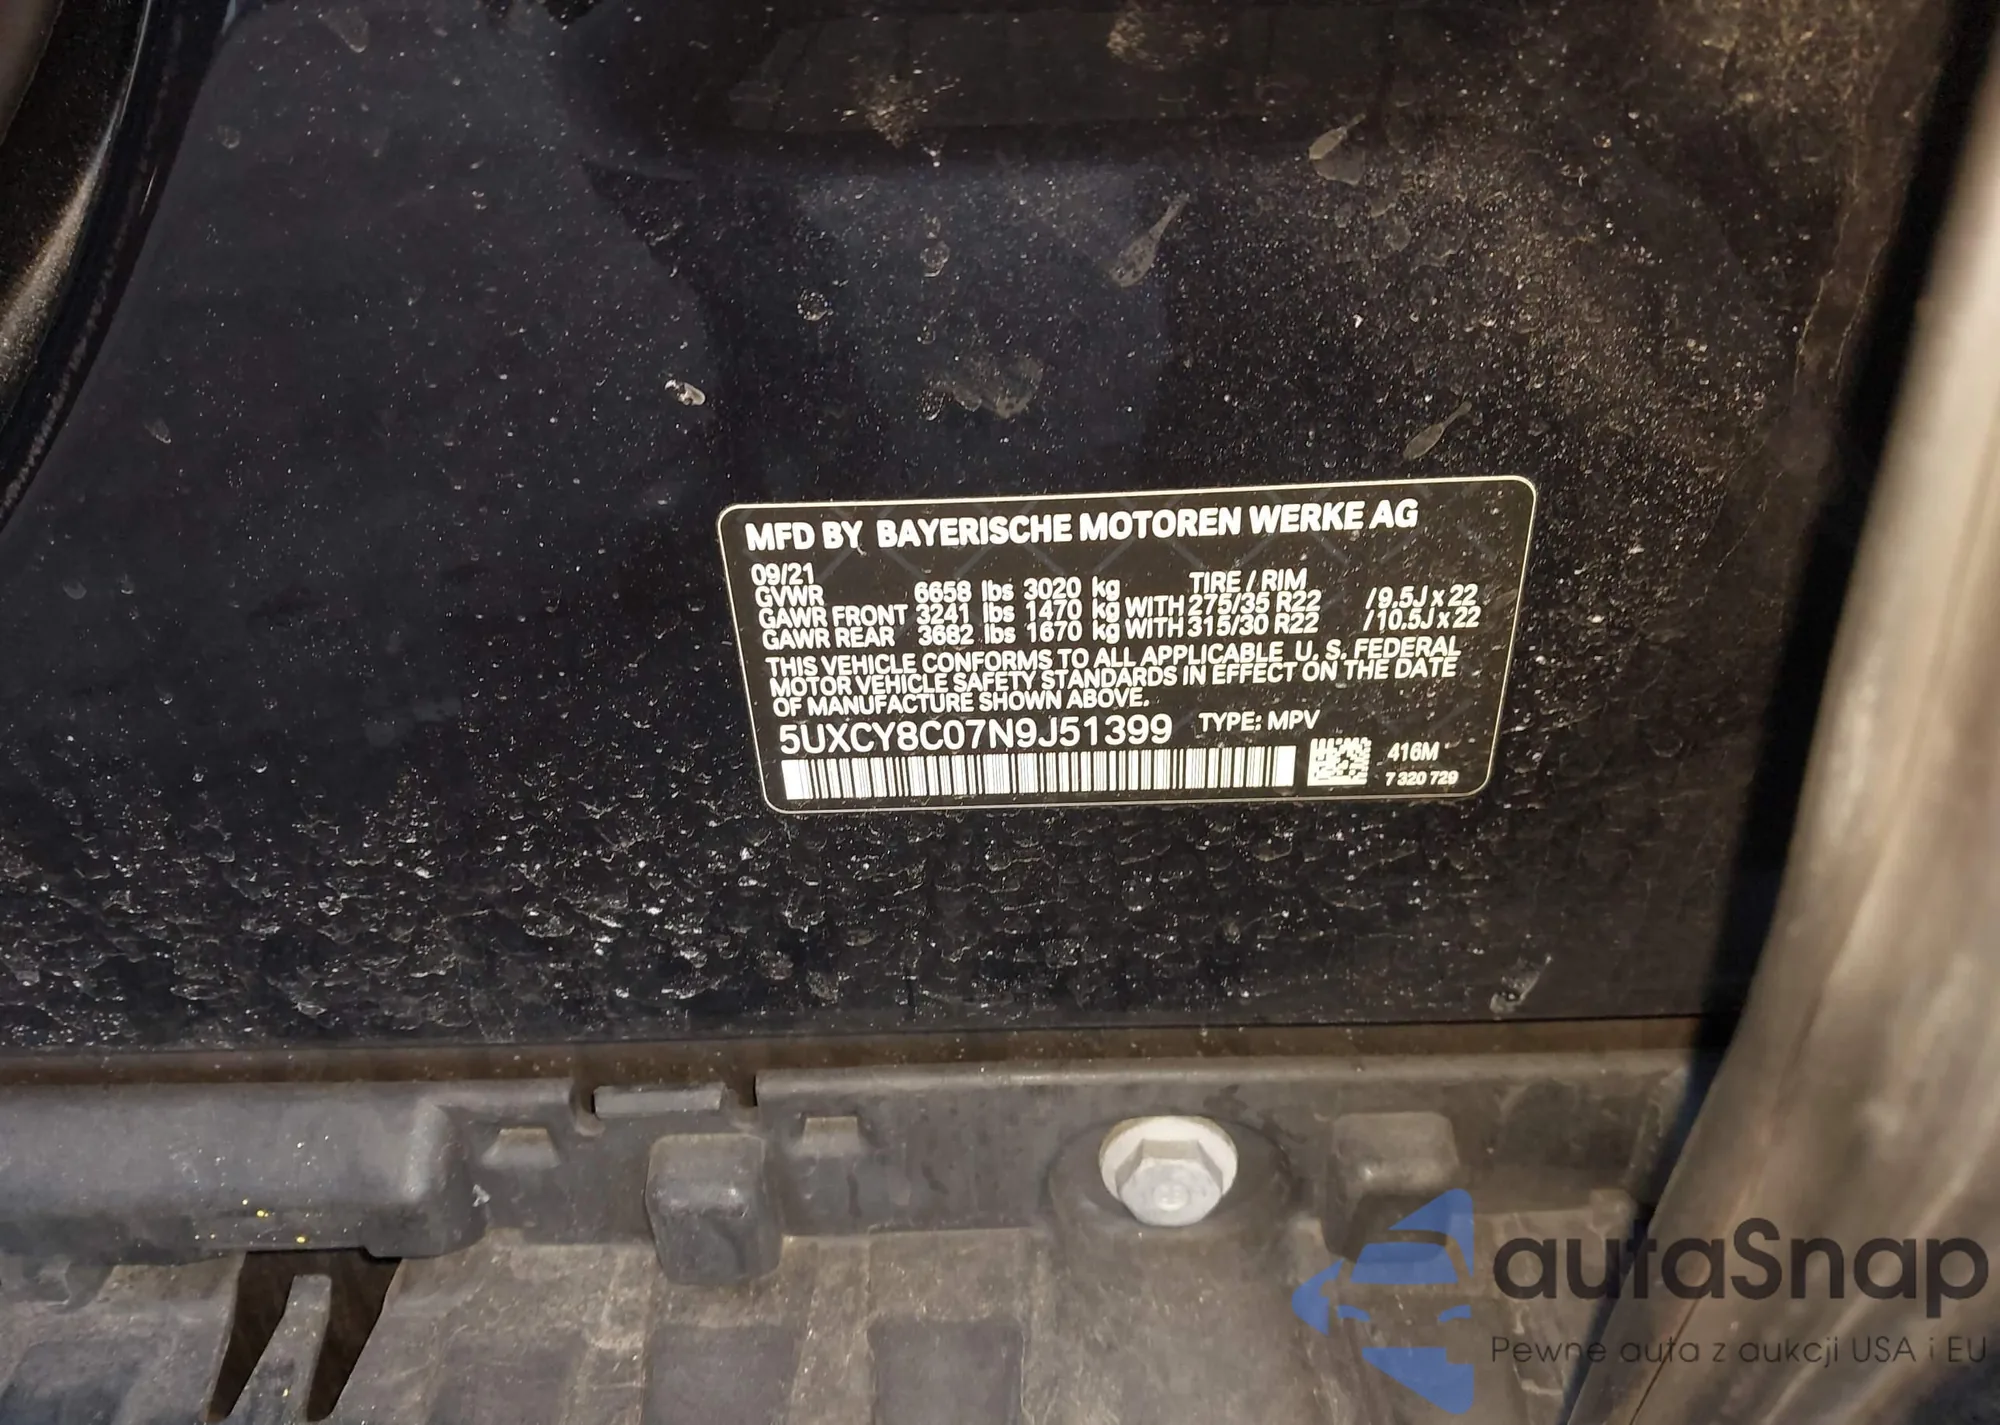 MFD BY BAYERISCHE MOTOREN WERKE AG
09/21 TIRE / RIM
GVWR 6658 lbs 3020 kg
GAWR FRONT 3241 lbs 1470 kg WITH 275/35 R22 / 9.5J x 22
GAWR REAR 3682 lbs 1670 kg WITH 315/30 R22 / 10.5J x 22
THIS VEHICLE CONFORMS TO ALL APPLICABLE U. S. FEDERAL
MOTOR VEHICLE SAFETY STANDARDS IN EFFECT ON THE DATE
OF MANUFACTURE SHOWN ABOVE.
5UXCY8C07N9J51399 TYPE: MPV
416M
7 320 729
autaSnap
Pewne auta z aukcji USA i EU